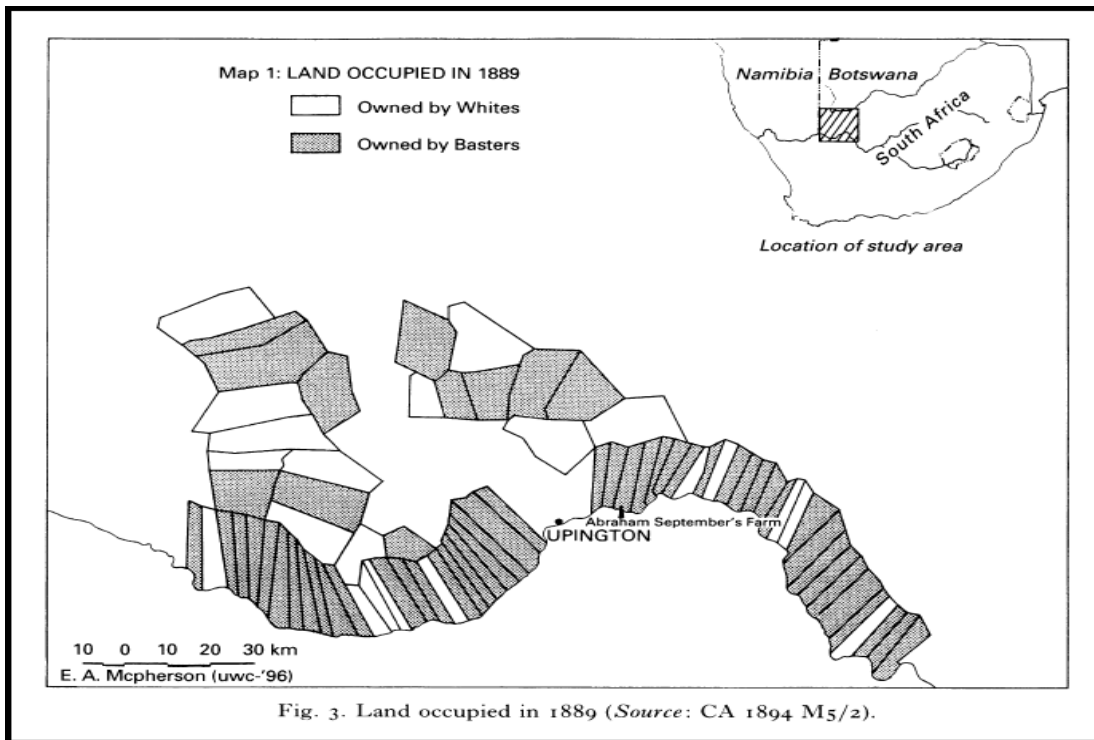 Map 1: LAND OCCUPIED IN 1889
Owned by Whites
Owned by Basters
Namibia
Botswana
South Africa
Location of study area
Abraham September's Farm
UPINGTON
10 0 10 20 30 km
E. A. Mcpherson (uwc-'96)
Fig. 3. Land occupied in 1889 (Source: CA 1894 M5/2).